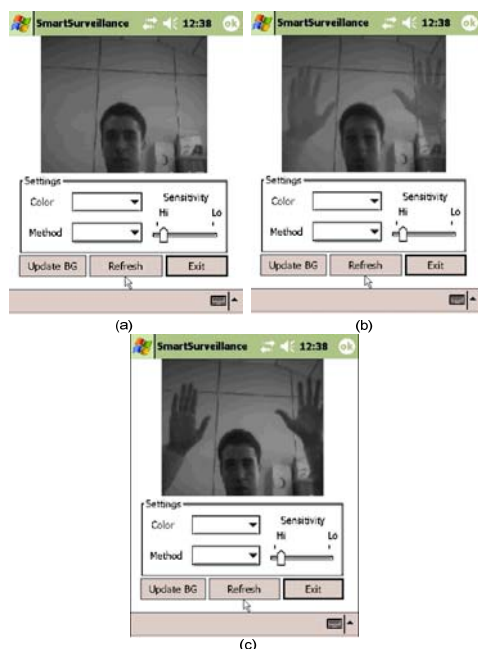 SmartSurveillance 12:38 ok
Settings
Color
Sensitivity
Hi Lo
Method
Update BG Refresh Exit
(a)
SmartSurveillance 12:38 ok
Settings
Color
Sensitivity
Hi Lo
Method
Update BG Refresh Exit
(b)
SmartSurveillance 12:38 ok
Settings
Color
Sensitivity
Hi Lo
Method
Update BG Refresh Exit
(c)